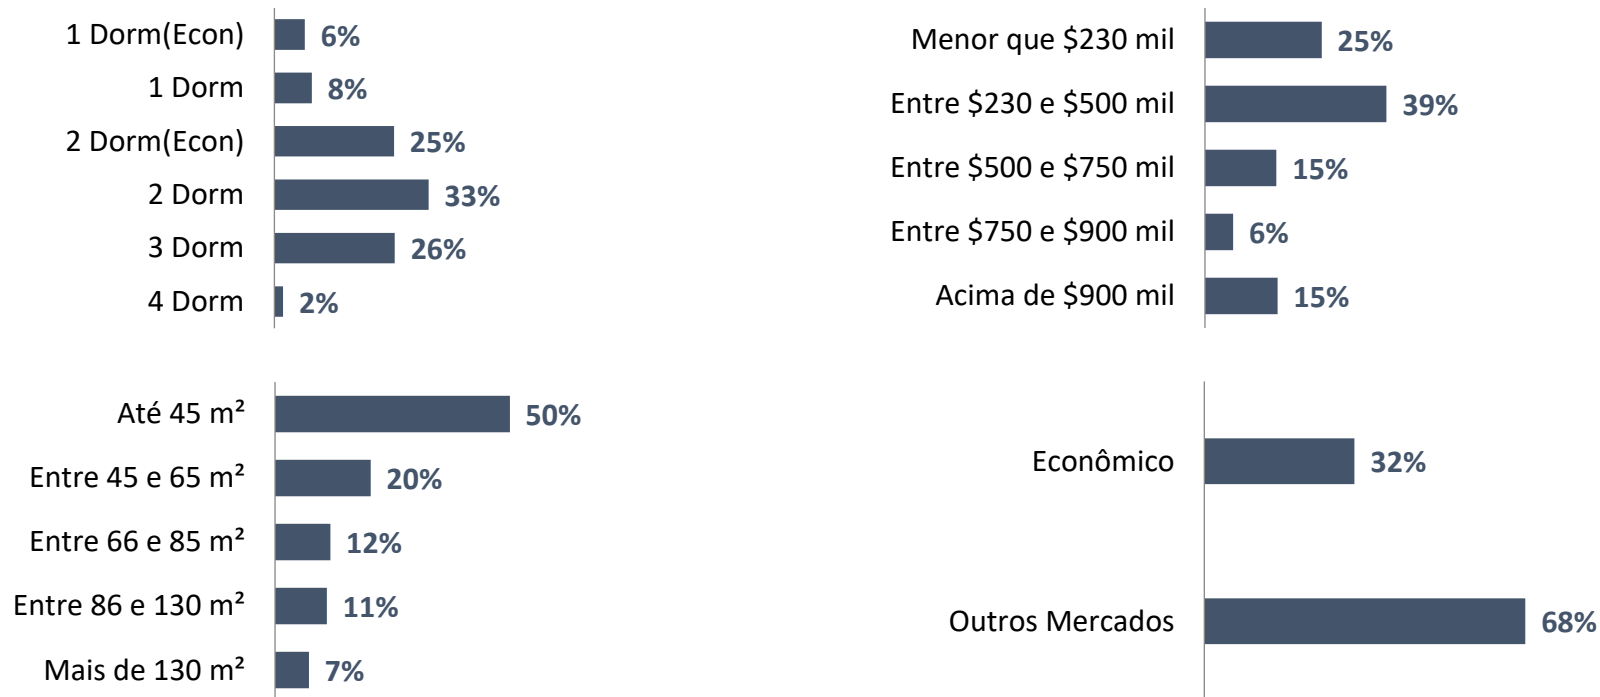 1 Dorm(Econ) 6%
1 Dorm 8%
2 Dorm(Econ) 25%
2 Dorm 33%
3 Dorm 26%
4 Dorm 2%
Menor que $230 mil 25%
Entre $230 e $500 mil 39%
Entre $500 e $750 mil 15%
Entre $750 e $900 mil 6%
Acima de $900 mil 15%
Até 45 m² 50%
Entre 45 e 65 m² 20%
Entre 66 e 85 m² 12%
Entre 86 e 130 m² 11%
Mais de 130 m² 7%
Econômico 32%
Outros Mercados 68%